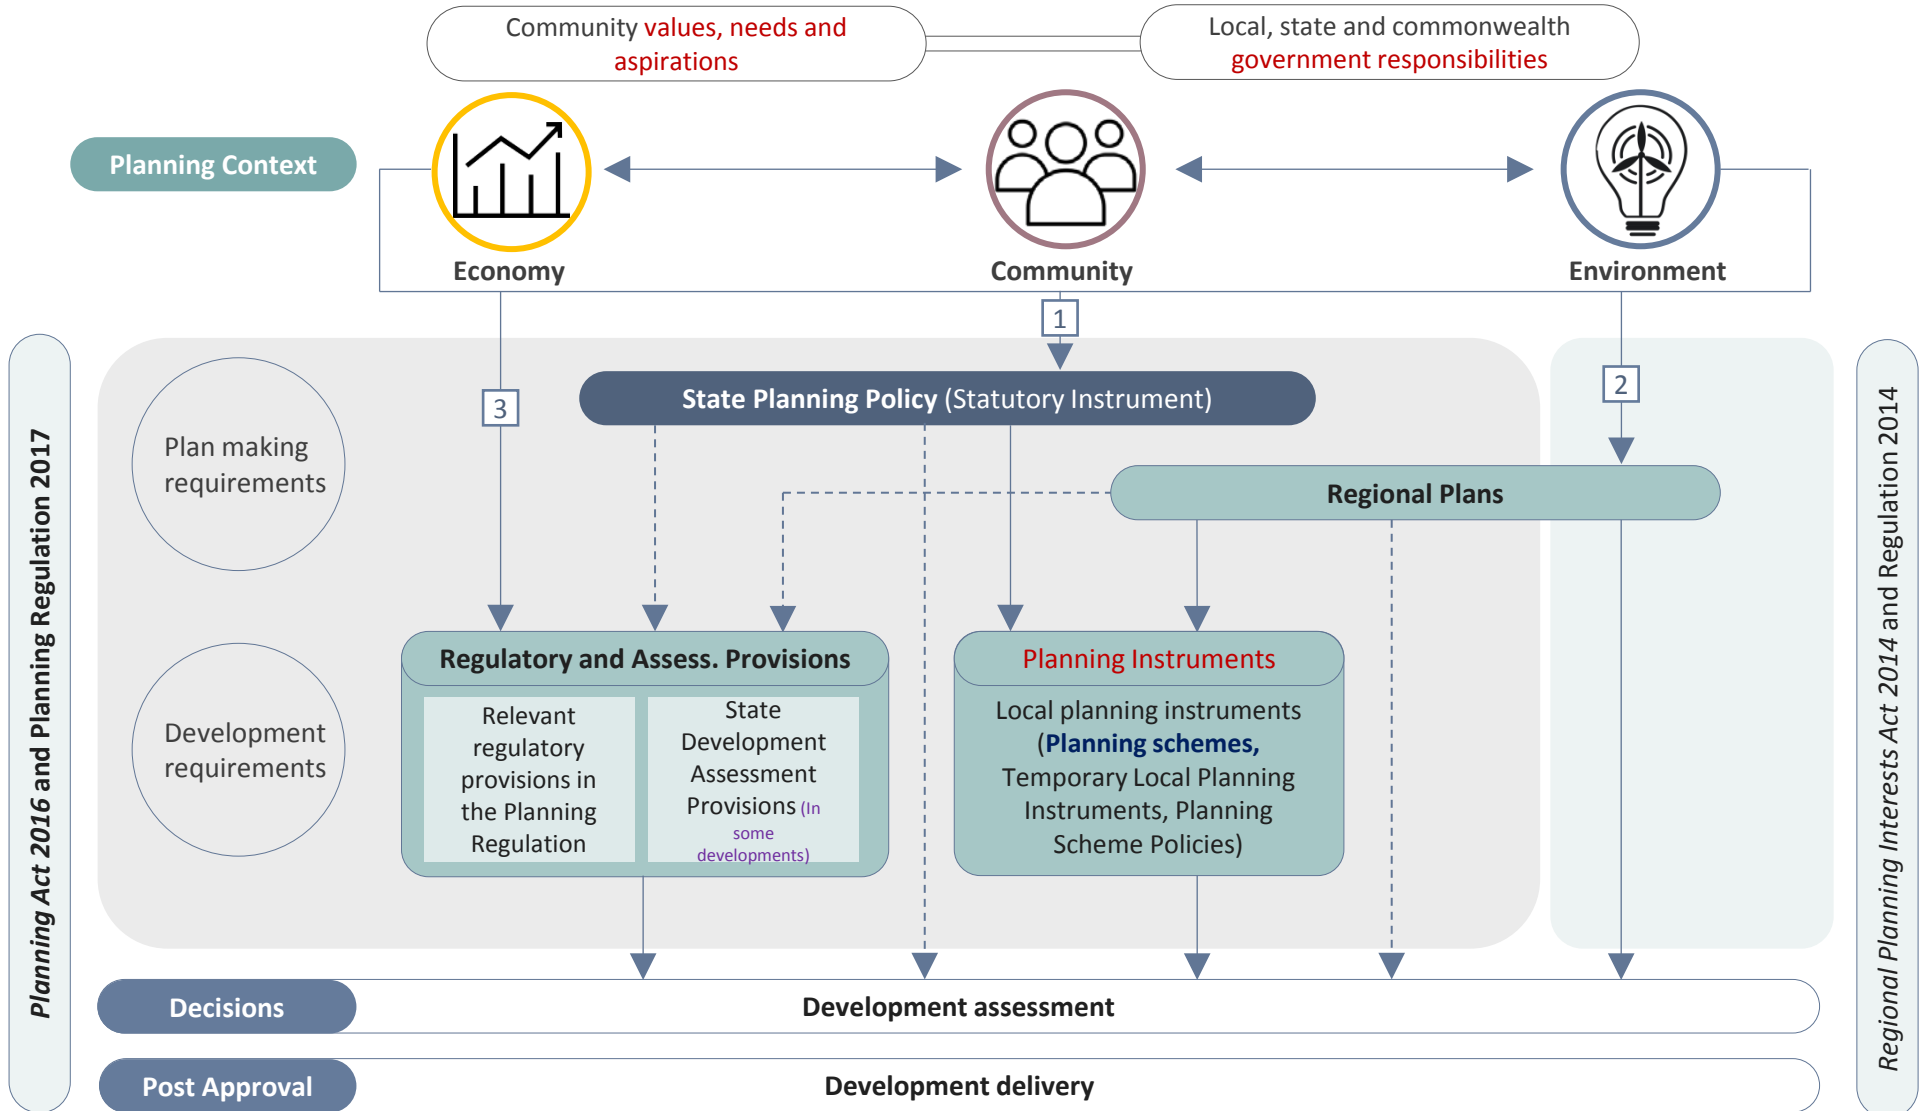 Community values, needs and
aspirations
Local, state and commonwealth
government responsibilities
Planning Context
Economy
Community
Environment
1
2
3
State Planning Policy (Statutory Instrument)
Plan making
requirements
Regional Plans
Regulatory and Assess. Provisions
Relevant
regulatory
provisions in
the Planning
Regulation
State
Development
Assessment
Provisions (In
some
developments)
Planning Instruments
Local planning instruments
(Planning schemes,
Temporary Local Planning
Instruments, Planning
Scheme Policies)
Development
requirements
Planning Act 2016 and Planning Regulation 2017
Regional Planning Interests Act 2014 and Regulation 2014
Decisions
Development assessment
Post Approval
Development delivery